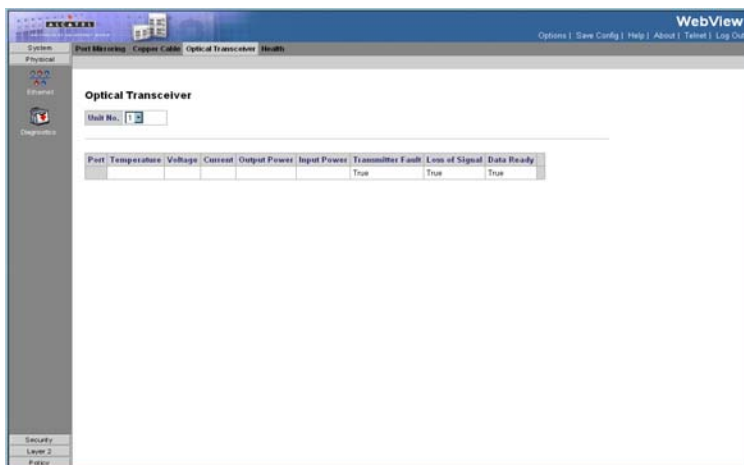 ALCATEL
WebView
Options | Save Config | Help | About | Telnet | Log Out
System
Physical
Ethernet
Diagnostics
Security
Layer 2
Policy
Port Mirroring Copper Cable Optical Transceiver Health
Optical Transceiver
Unit No. 1
Port Temperature Voltage Current Output Power Input Power Transmitter Fault Loss of Signal Data Ready
True True True